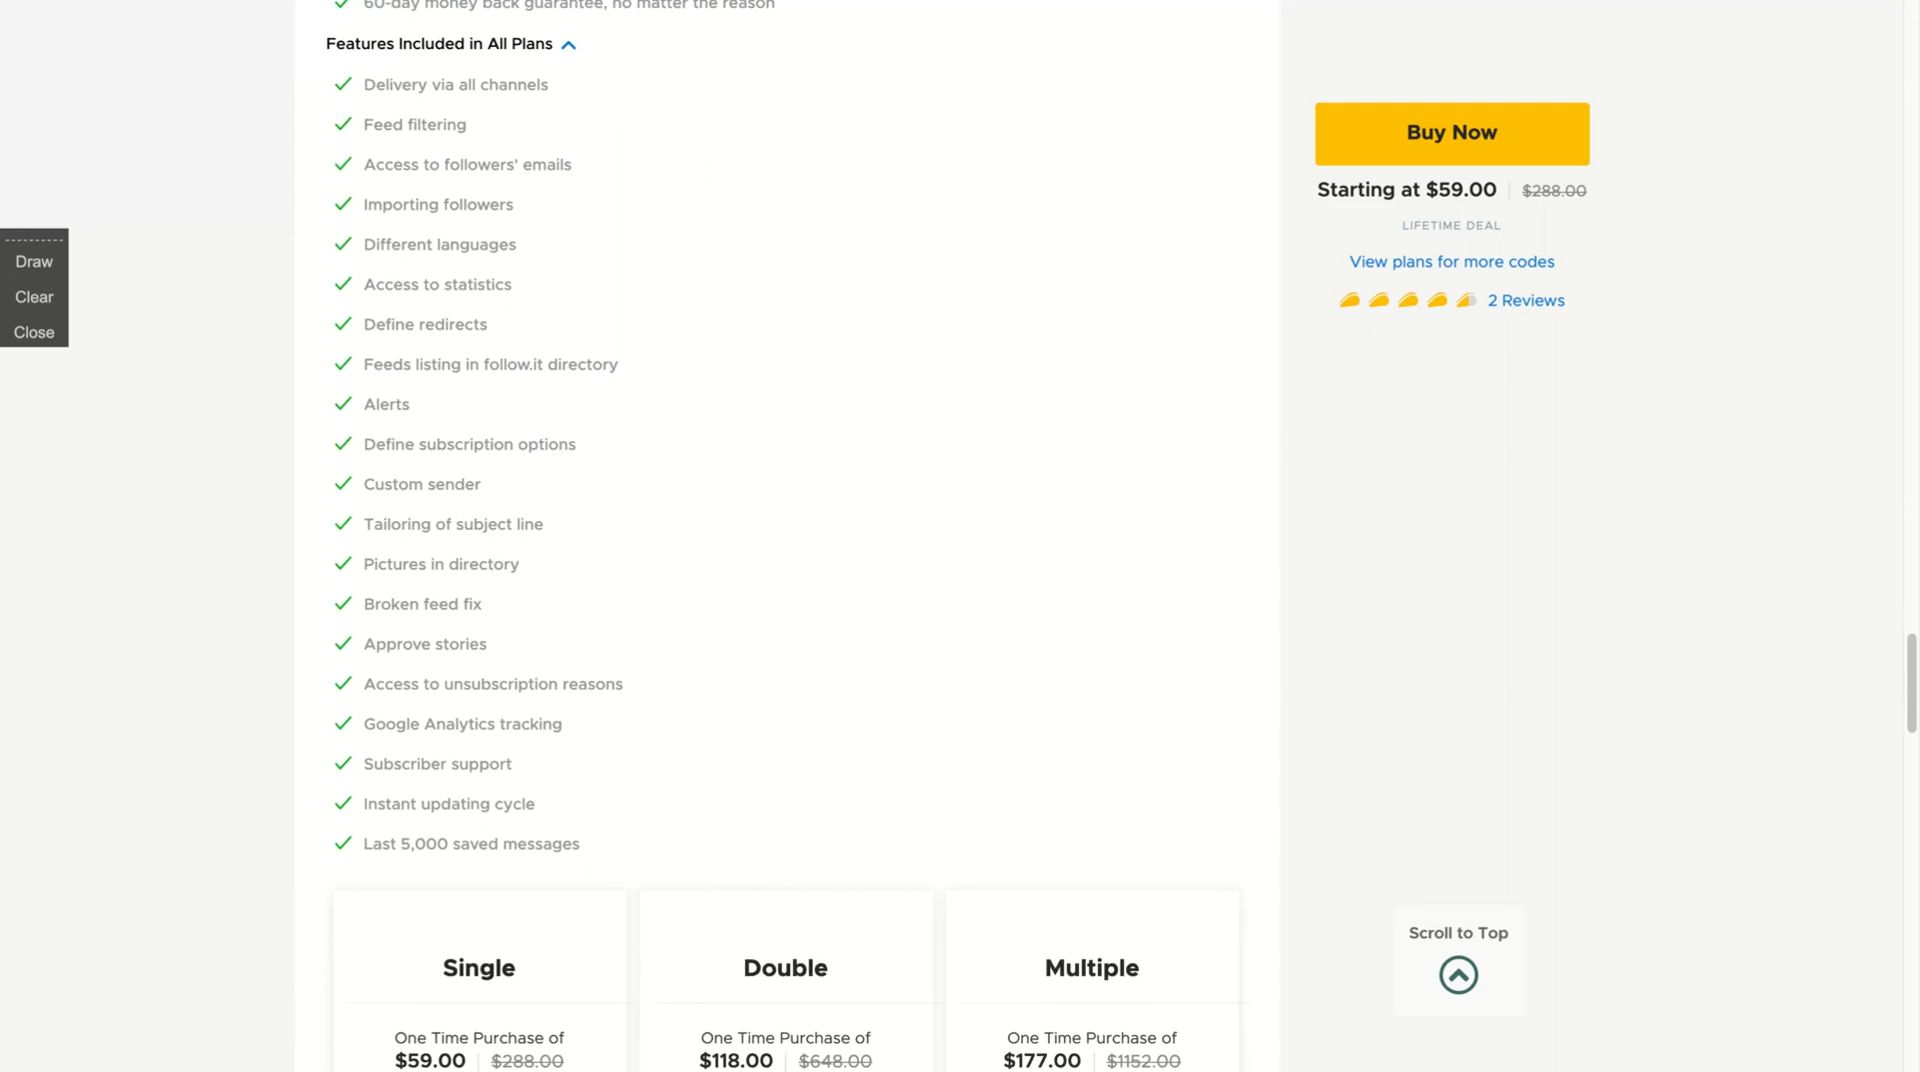 60-day money back guarantee, no matter the reason
Features Included in All Plans
Delivery via all channels
Feed filtering
Access to followers' emails
Importing followers
Different languages
Access to statistics
Define redirects
Feeds listing in follow.it directory
Alerts
Define subscription options
Custom sender
Tailoring of subject line
Pictures in directory
Broken feed fix
Approve stories
Access to unsubscription reasons
Google Analytics tracking
Subscriber support
Instant updating cycle
Last 5,000 saved messages
Single
One Time Purchase of
$59.00 $288.00
Double
One Time Purchase of
$118.00 $648.00
Multiple
One Time Purchase of
$177.00 $1152.00
Buy Now
Starting at $59.00 $288.00
LIFETIME DEAL
View plans for more codes
2 Reviews
Scroll to Top
Draw
Clear
Close